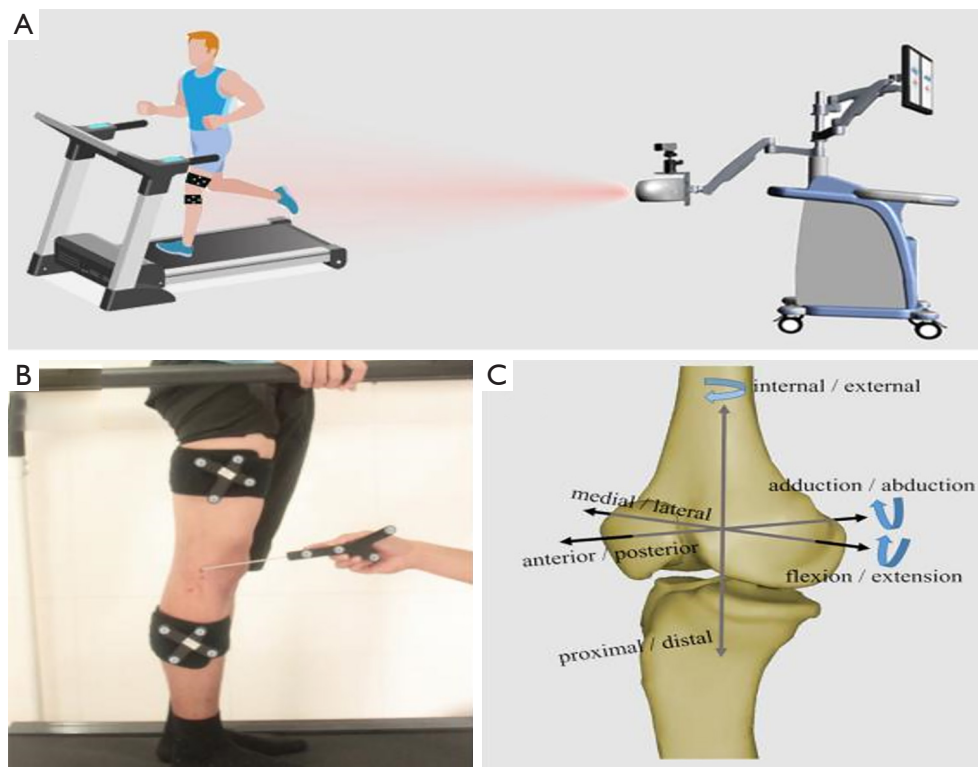 A
B
C
internal / external
adduction / abduction
medial / lateral
anterior / posterior
flexion / extension
proximal / distal